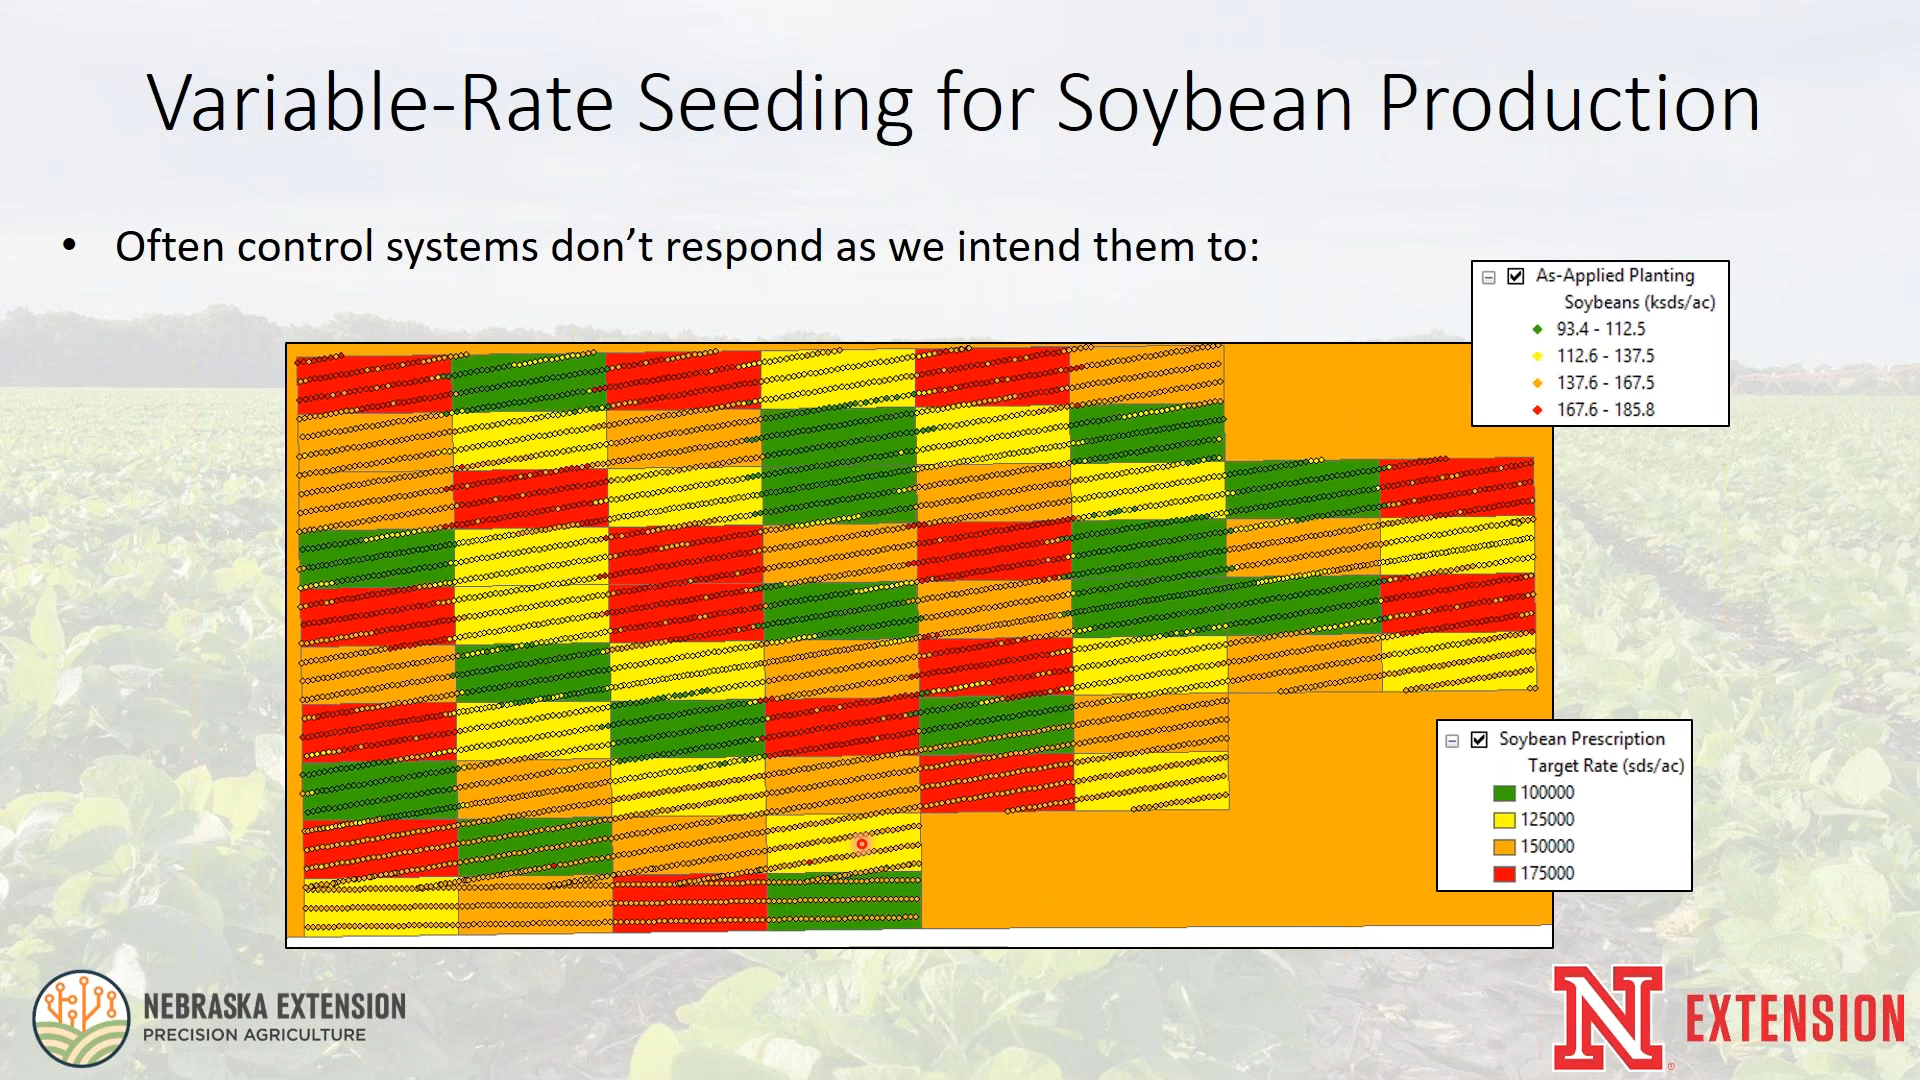 Variable-Rate Seeding for Soybean Production
• Often control systems don’t respond as we intend them to:
As-Applied Planting
Soybeans (ksds/ac)
93.4 - 112.5
112.6 - 137.5
137.6 - 167.5
167.6 - 185.8
Soybean Prescription
Target Rate (sds/ac)
100000
125000
150000
175000
NEBRASKA EXTENSION
PRECISION AGRICULTURE
N EXTENSION
®